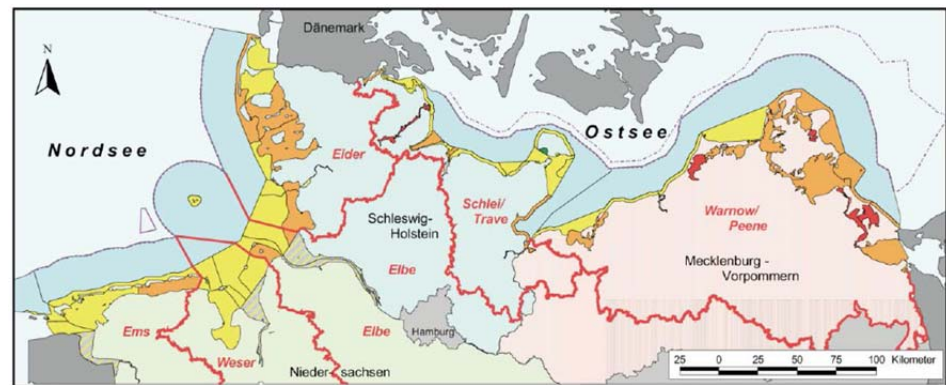 Dänemark
N
Nordsee
Ostsee
Eider
Schlei/
Trave
Schleswig-
Holstein
Warnow/
Peene
Mecklenburg -
Vorpommern
Elbe
Ems
Elbe
Hamburg
Weser
Nieder-sachsen
25 0 25 50 75 100 Kilometer